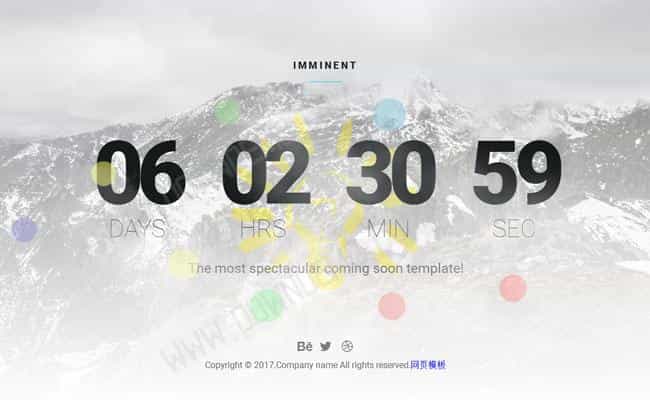 IMMINENT
06 02 30 59
DAYS HRS MIN SEC
The most spectacular coming soon template!
Bē
Copyright © 2017.Company name All rights reserved.网页模板